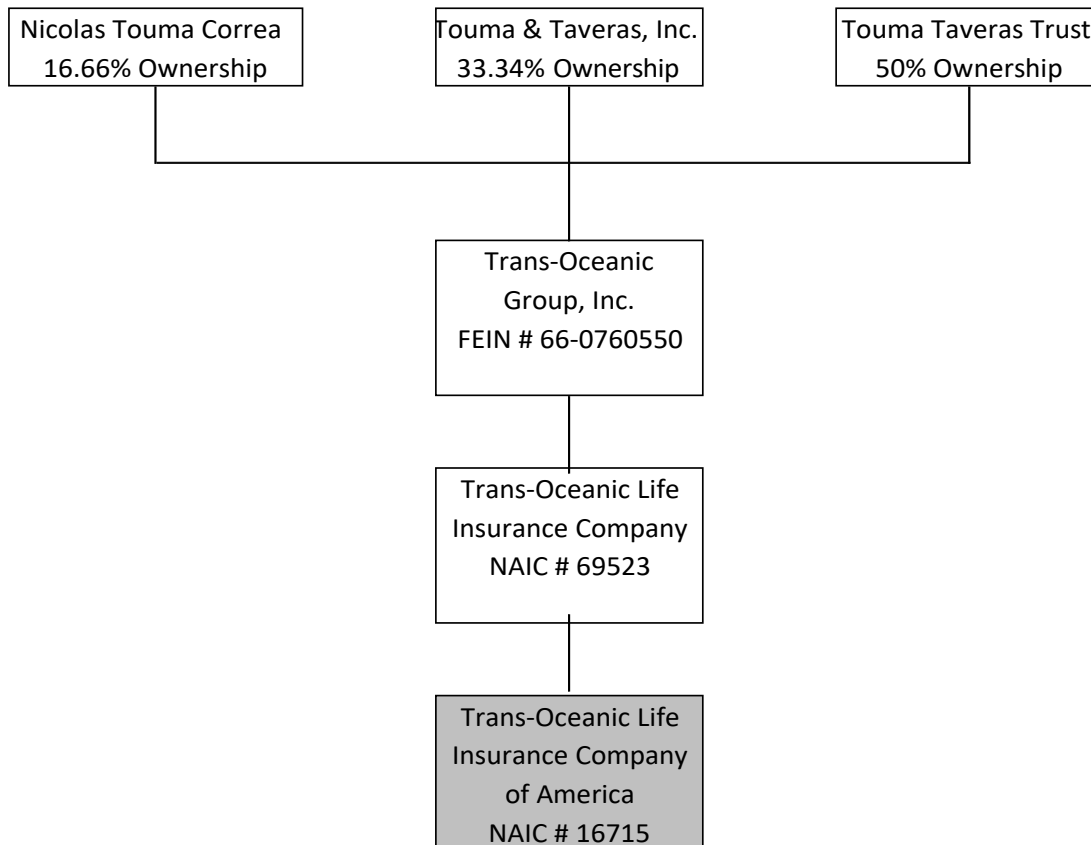 Nicolas Touma Correa
16.66% Ownership
Touma & Taveras, Inc.
33.34% Ownership
Touma Taveras Trust
50% Ownership
Trans-Oceanic
Group, Inc.
FEIN # 66-0760550
Trans-Oceanic Life
Insurance Company
NAIC # 69523
Trans-Oceanic Life
Insurance Company
of America
NAIC # 16715